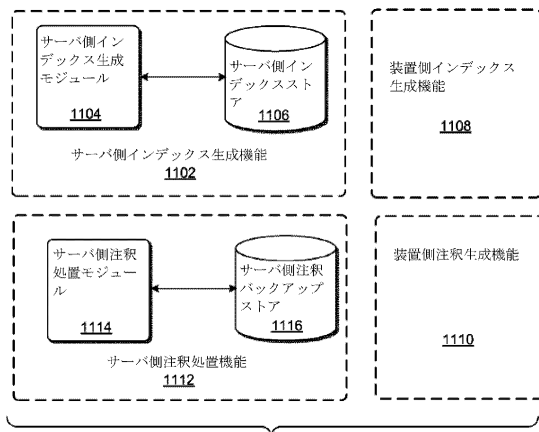 サーバ側イン
デックス生成
モジュール
1104
サーバ側イン
デックススト
ア
1106
サーバ側インデックス生成機能
1102
装置側インデックス
生成機能
1108
サーバ側注釈
処置モジュー
ル
1114
サーバ側注釈
バックアップ
ストア
1116
サーバ側注釈処置機能
1112
装置側注釈生成機能
1110